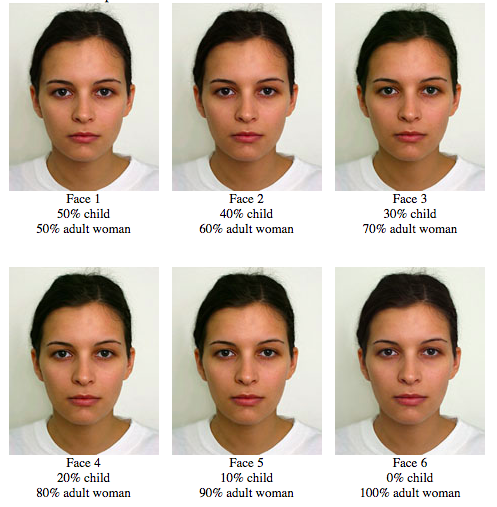 Face 1
50% child
50% adult woman
Face 2
40% child
60% adult woman
Face 3
30% child
70% adult woman
Face 4
20% child
80% adult woman
Face 5
10% child
90% adult woman
Face 6
0% child
100% adult woman